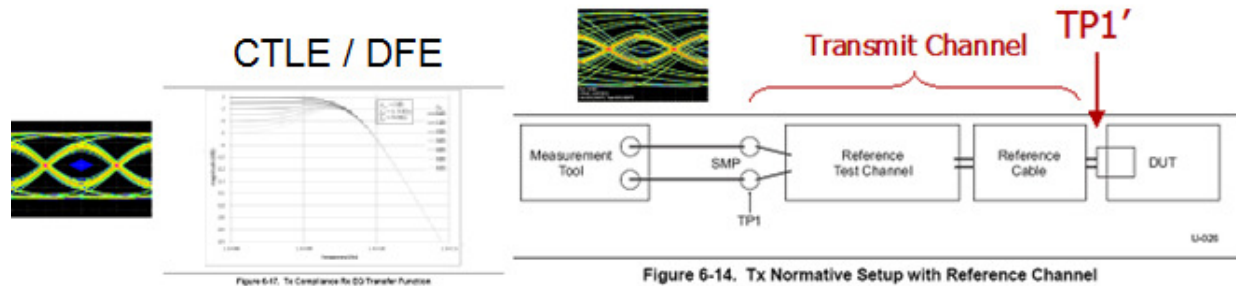 CTLE / DFE
Figure 6-17. Tx Compliance Rx EQ Transfer Function
Transmit Channel
TP1′
Measurement
Tool
SMP
TP1
Reference
Test Channel
Reference
Cable
DUT
U-026
Figure 6-14. Tx Normative Setup with Reference Channel